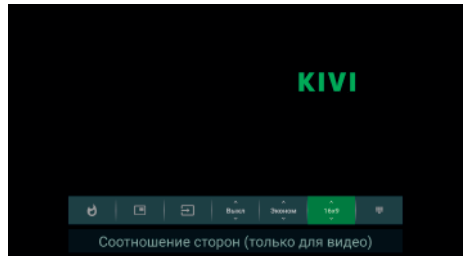 KIVI
Выкл Эконом 16x9
Соотношение сторон (только для видео)